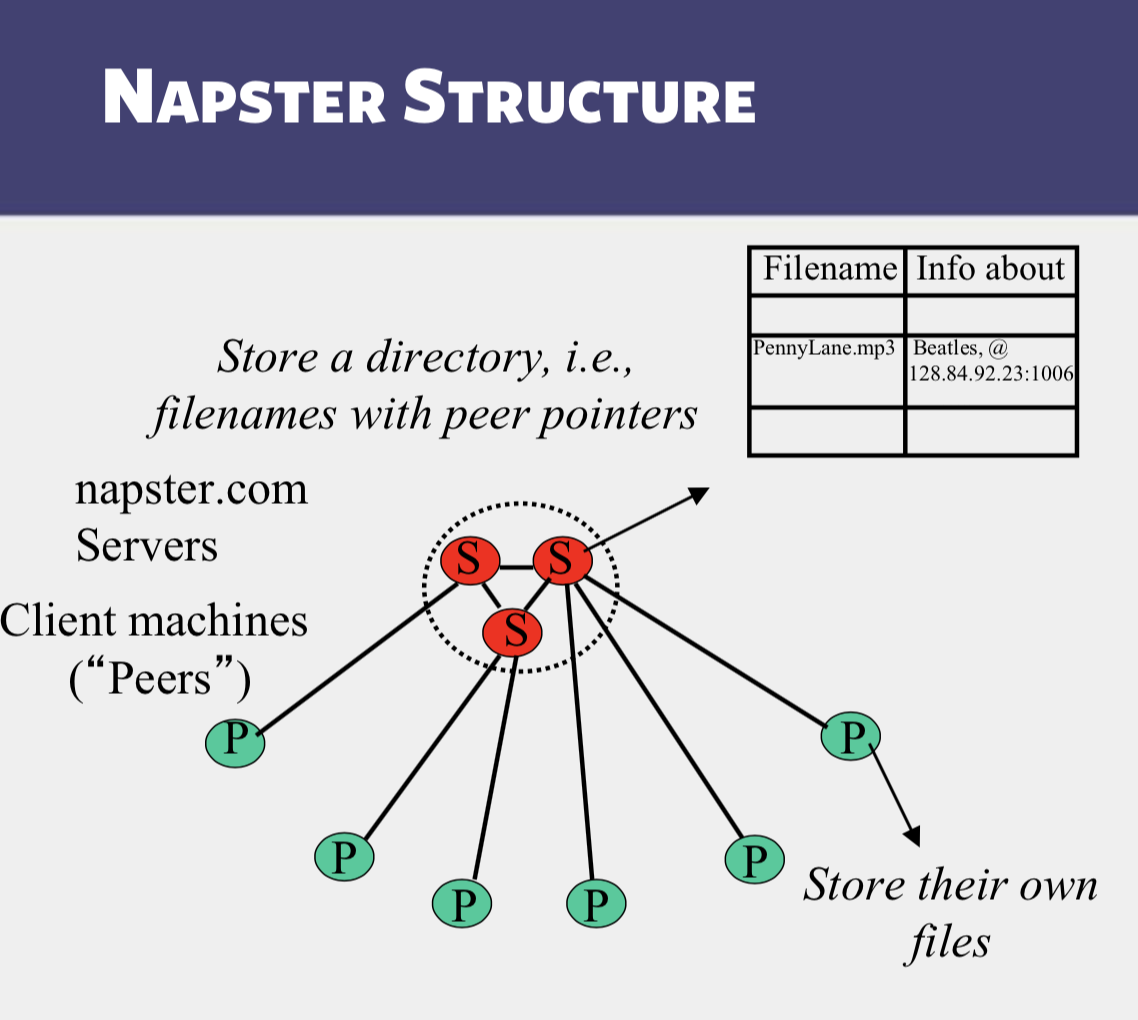 NAPSTER STRUCTURE
Filename Info about
PennyLane.mp3 Beatles, @
128.84.92.23:1006
Store a directory, i.e.,
filenames with peer pointers
napster.com
Servers
Client machines
(“Peers”)
S S
S
P
P
P
P
P
P
Store their own
files